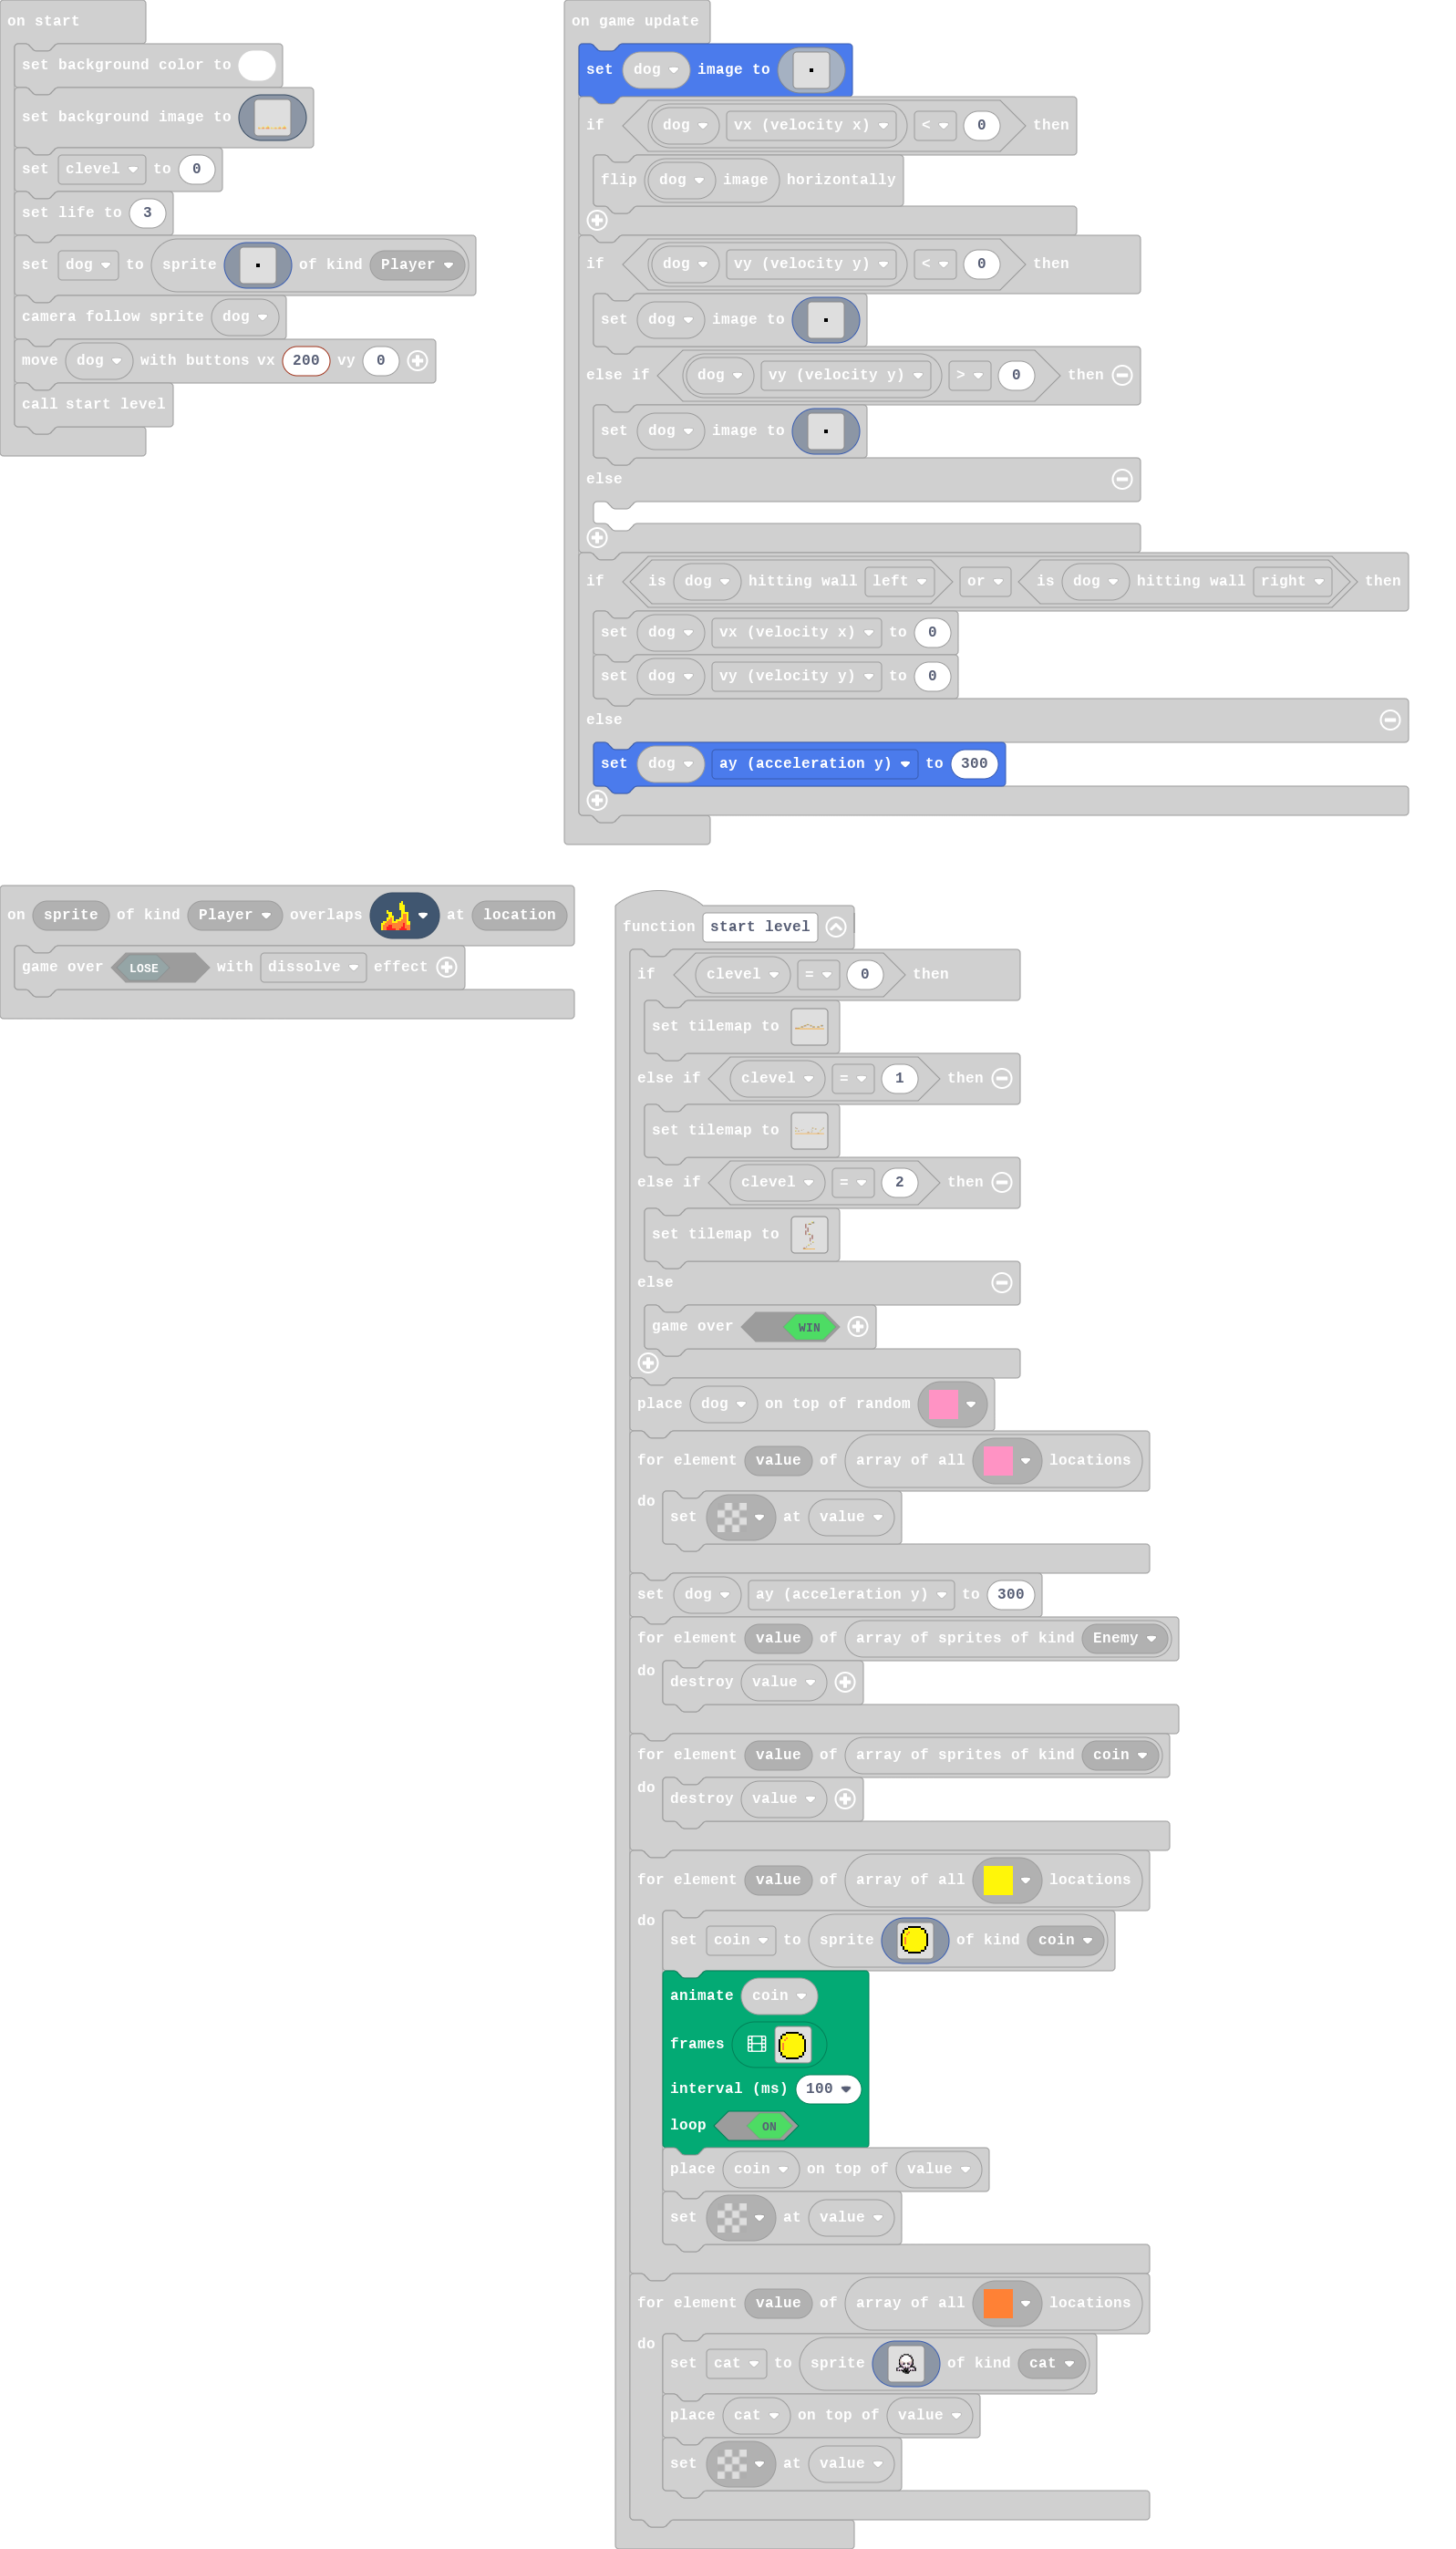 on start
set background color to
set background image to
set clevel to 0
set life to 3
set dog to sprite of kind Player
camera follow sprite dog
move dog with buttons vx 200 vy 0
call start level
on game update
set dog image to
if dog vx (velocity x) < 0 then
flip dog image horizontally
if dog vy (velocity y) < 0 then
set dog image to
else if dog vy (velocity y) > 0 then
set dog image to
else
if is dog hitting wall left or is dog hitting wall right then
set dog vx (velocity x) to 0
set dog vy (velocity y) to 0
else
set dog ay (acceleration y) to 300
on sprite of kind Player overlaps at location
game over LOSE with dissolve effect
function start level
if clevel = 0 then
set tilemap to
else if clevel = 1 then
set tilemap to
else if clevel = 2 then
set tilemap to
else
game over WIN
place dog on top of random
for element value of array of all locations
do set at value
set dog ay (acceleration y) to 300
for element value of array of sprites of kind Enemy
do destroy value
for element value of array of sprites of kind coin
do destroy value
for element value of array of all locations
do set coin to sprite of kind coin
animate coin
frames
interval (ms) 100
loop ON
place coin on top of value
set at value
for element value of array of all locations
do set cat to sprite of kind cat
place cat on top of value
set at value